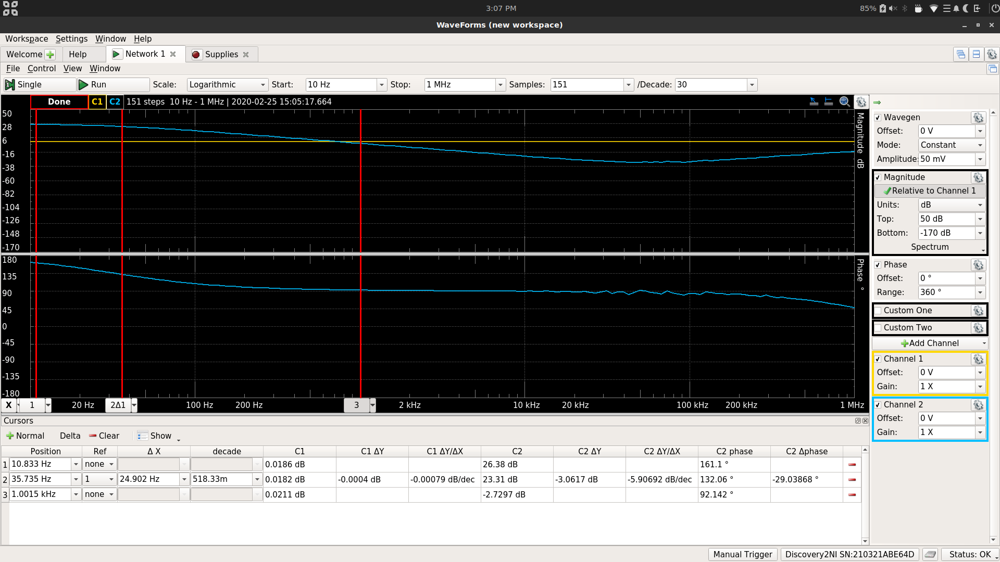 3:07 PM
85%
WaveForms (new workspace)
Workspace Settings Window Help
Welcome Help Network 1 Supplies
File Control View Window
Single Run Scale: Logarithmic Start: 10 Hz Stop: 1 MHz Samples: 151 /Decade: 30
Done C1 C2 151 steps 10 Hz - 1 MHz | 2020-02-25 15:05:17.664
50
28
6
-16
-38
-60
-82
-104
-126
-148
-170
Magnitude dB
180
135
90
45
0
-45
-90
-135
-180
Phase °
X 1 20 Hz 2Δ1 100 Hz 200 Hz 3 2 kHz 10 kHz 20 kHz 100 kHz 200 kHz 1 MHz
Wavegen
Offset: 0 V
Mode: Constant
Amplitude: 50 mV
Magnitude
Relative to Channel 1
Units: dB
Top: 50 dB
Bottom: -170 dB
Spectrum
Phase
Offset: 0 °
Range: 360 °
Custom One
Custom Two
Add Channel
Channel 1
Offset: 0 V
Gain: 1 X
Channel 2
Offset: 0 V
Gain: 1 X
Cursors
Normal Delta Clear Show
Position Ref Δ X decade C1 C1 ΔY C1 ΔY/ΔX C2 C2 ΔY C2 ΔY/ΔX C2 phase C2 Δphase
1 10.833 Hz none 0.0186 dB 26.38 dB 161.1 °
2 35.735 Hz 1 24.902 Hz 518.33m 0.0182 dB -0.0004 dB -0.00079 dB/dec 23.31 dB -3.0617 dB -5.90692 dB/dec 132.06 ° -29.03868 °
3 1.0015 kHz none 0.0211 dB -2.7297 dB 92.142 °
Manual Trigger Discovery2NI SN:210321ABE64D Status: OK